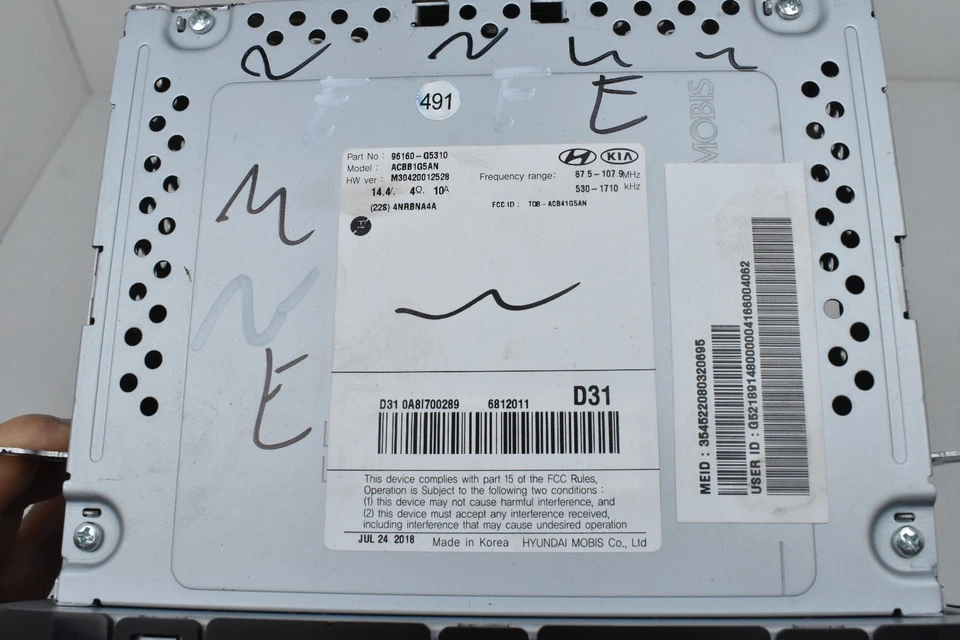 491
E
MOBIS
Part No : 96160-G5310
KIA
Model : ACBB1G5AN
HW ver : M30420012528
Frequency range: 87 5-107 9MHz
14.4V 4Ω 10A
530-1710 KHz
(22S) 4NRBNA4A
FCC ID : TQ8-ACB41G5AN
M
E
D31 0A8I700289 6812011 D31
This device complies with part 15 of the FCC Rules,
Operation is Subject to the following two conditions :
(1) this device may not cause harmful interference, and
(2) this device must accept any interference received,
including interference that may cause undesired operation
JUL 24 2018 Made in Korea HYUNDAI MOBIS Co., Ltd
MEID : 354522080320695
USER ID : G52189148000004166004062